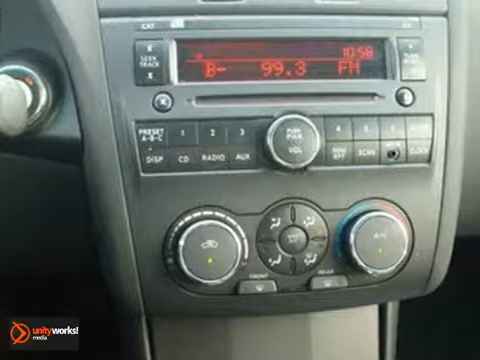 CAT
SEEK
TRACK
10:58
B- 99.3 FM
PRESET
A-B-C
1 2 3
PUSH
PWR
VOL
4 5 6
DISP CD RADIO AUX
SCAN
A/C
FRONT REAR
unityworks!
media